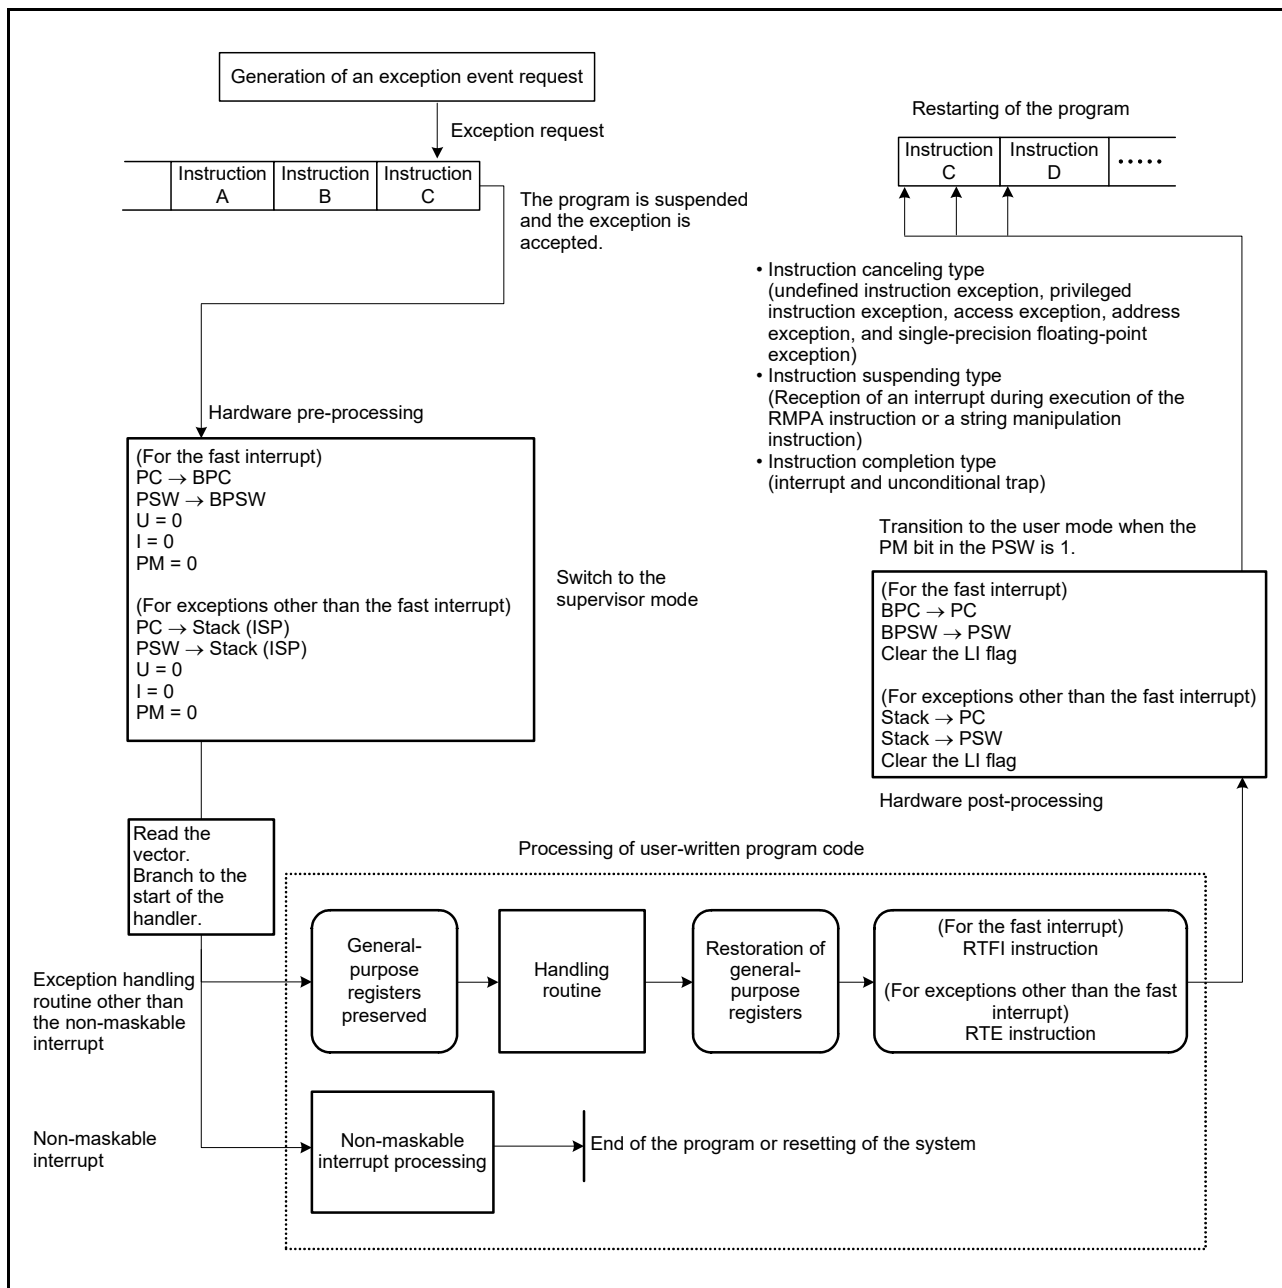 Generation of an exception event request
Exception request
Instruction
A
Instruction
B
Instruction
C
The program is suspended
and the exception is
accepted.
Restarting of the program
Instruction
C
Instruction
D
• • • • •
• Instruction canceling type
(undefined instruction exception, privileged
instruction exception, access exception, address
exception, and single-precision floating-point
exception)
• Instruction suspending type
(Reception of an interrupt during execution of the
RMPA instruction or a string manipulation
instruction)
• Instruction completion type
(interrupt and unconditional trap)
Hardware pre-processing
(For the fast interrupt)
PC → BPC
PSW → BPSW
U = 0
I = 0
PM = 0
(For exceptions other than the fast interrupt)
PC → Stack (ISP)
PSW → Stack (ISP)
U = 0
I = 0
PM = 0
Switch to the
supervisor mode
Transition to the user mode when the
PM bit in the PSW is 1.
(For the fast interrupt)
BPC → PC
BPSW → PSW
Clear the LI flag
(For exceptions other than the fast interrupt)
Stack → PC
Stack → PSW
Clear the LI flag
Hardware post-processing
Read the
vector.
Branch to the
start of the
handler.
Processing of user-written program code
Exception handling
routine other than
the non-maskable
interrupt
General-
purpose
registers
preserved
Handling
routine
Restoration of
general-
purpose
registers
(For the fast interrupt)
RTFI instruction
(For exceptions other than the fast
interrupt)
RTE instruction
Non-maskable
interrupt
Non-maskable
interrupt processing
End of the program or resetting of the system